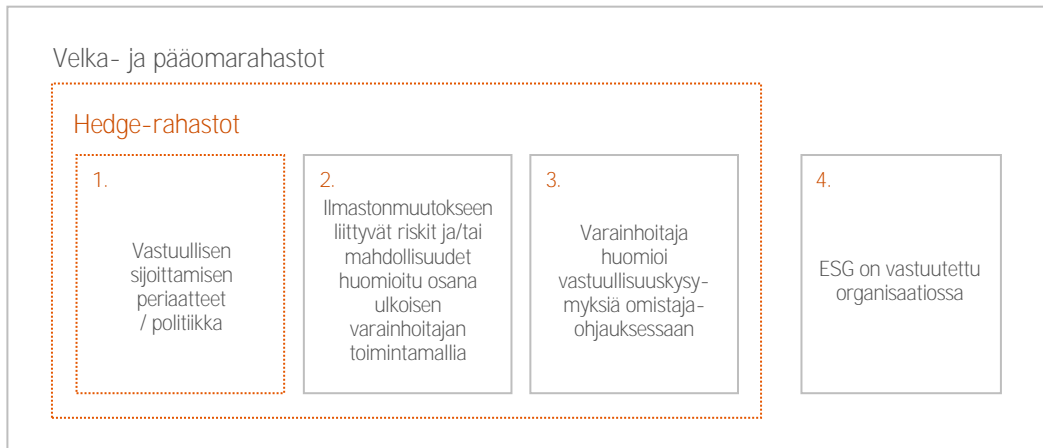 Velka- ja pääomarahastot
Hedge-rahastot
1.
Vastuullisen
sijoittamisen
periaatteet
/ politiikka
2.
Ilmastonmuutokseen
liittyvät riskit ja/tai
mahdollisuudet
huomioitu osana
ulkoisen
varainhoitajan
toimintamallia
3.
Varainhoitaja
huomioi
vastuullisuuskysy-
myksiä omistaja-
ohjauksessaan
4.
ESG on vastuutettu
organisaatiossa